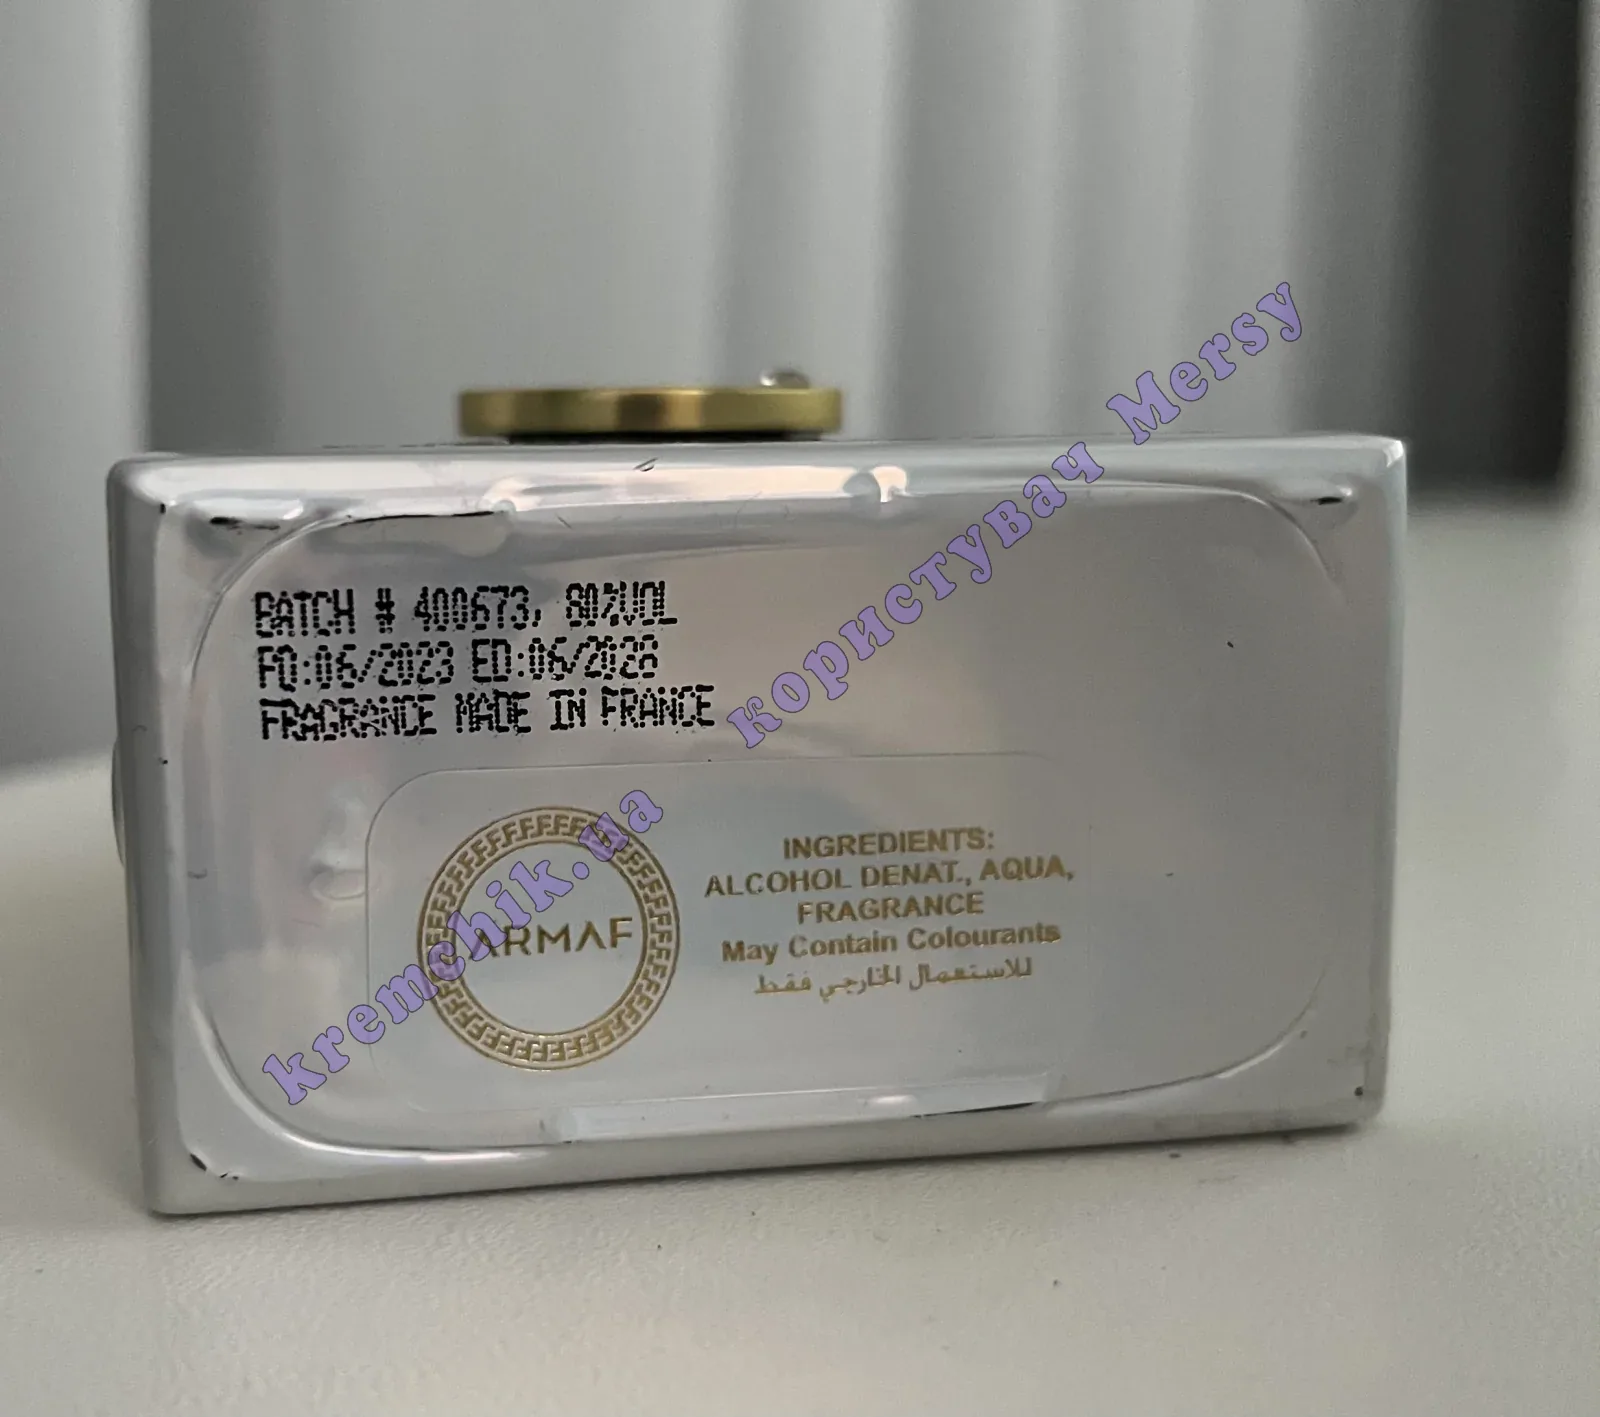 BATCH # 400673, 80%VOL
FO:06/2023 ED:06/2028
FRAGRANCE MADE IN FRANCE
ARMAF
INGREDIENTS:
ALCOHOL DENAT., AQUA,
FRAGRANCE
May Contain Colourants
للاستعمال الخارجي فقط
kremchik.ua користувач Mersy